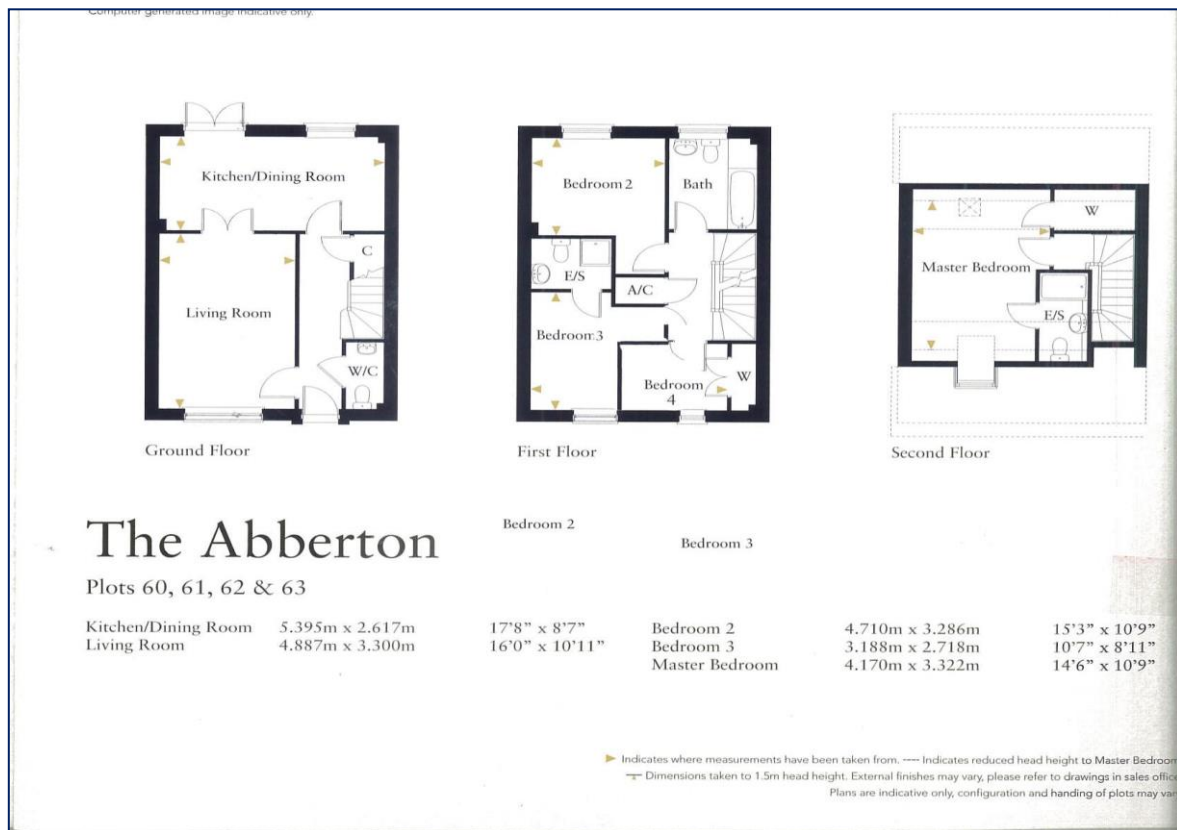 Computer generated image indicative only.
Kitchen/Dining Room
C
Living Room
W/C
Ground Floor
Bedroom 2
Bath
E/S
A/C
Bedroom 3
Bedroom
4
W
First Floor
W
Master Bedroom
E/S
Second Floor
The Abberton
Bedroom 2
Bedroom 3
Plots 60, 61, 62 & 63
Kitchen/Dining Room 5.395m x 2.617m 17'8" x 8'7" Bedroom 2 4.710m x 3.286m 15'3" x 10'9"
Living Room 4.887m x 3.300m 16'0" x 10'11" Bedroom 3 3.188m x 2.718m 10'7" x 8'11"
Master Bedroom 4.170m x 3.322m 14'6" x 10'9"
Indicates where measurements have been taken from. ---- Indicates reduced head height to Master Bedroom
Dimensions taken to 1.5m head height. External finishes may vary, please refer to drawings in sales office
Plans are indicative only, configuration and handing of plots may vary